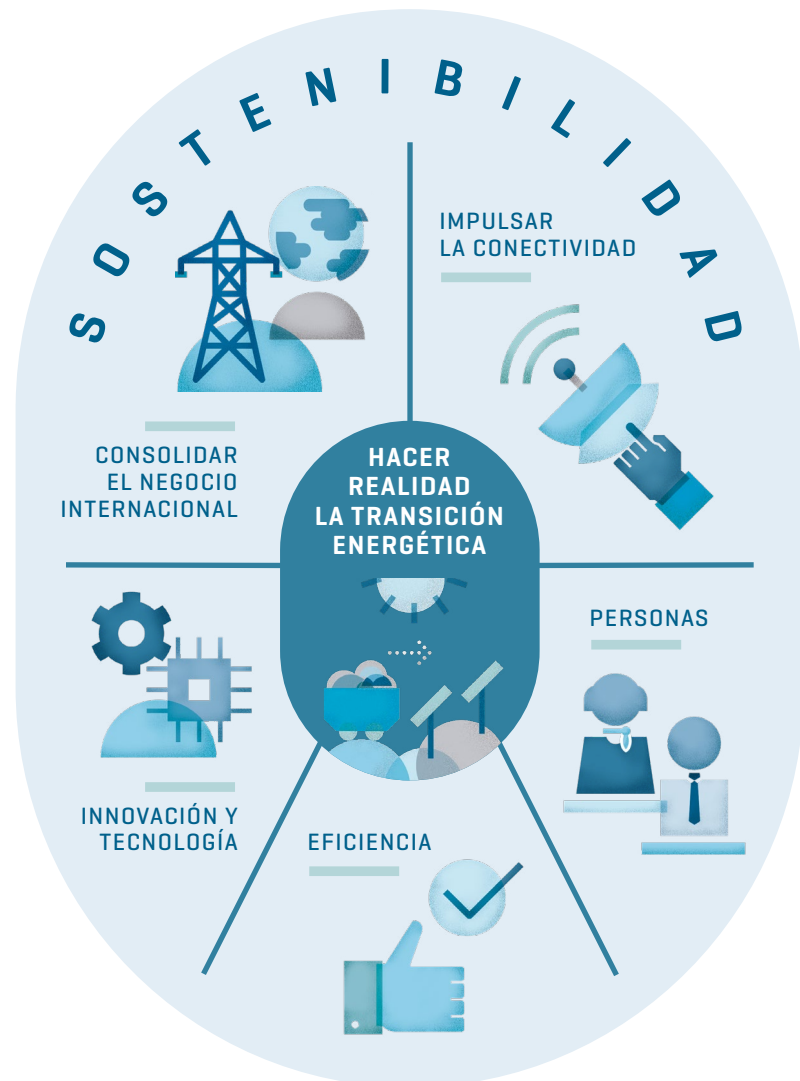 SOSTENIBILIDAD
IMPULSAR
LA CONECTIVIDAD
CONSOLIDAR
EL NEGOCIO
INTERNACIONAL
HACER
REALIDAD
LA TRANSICIÓN
ENERGÉTICA
PERSONAS
INNOVACIÓN Y
TECNOLOGÍA
EFICIENCIA